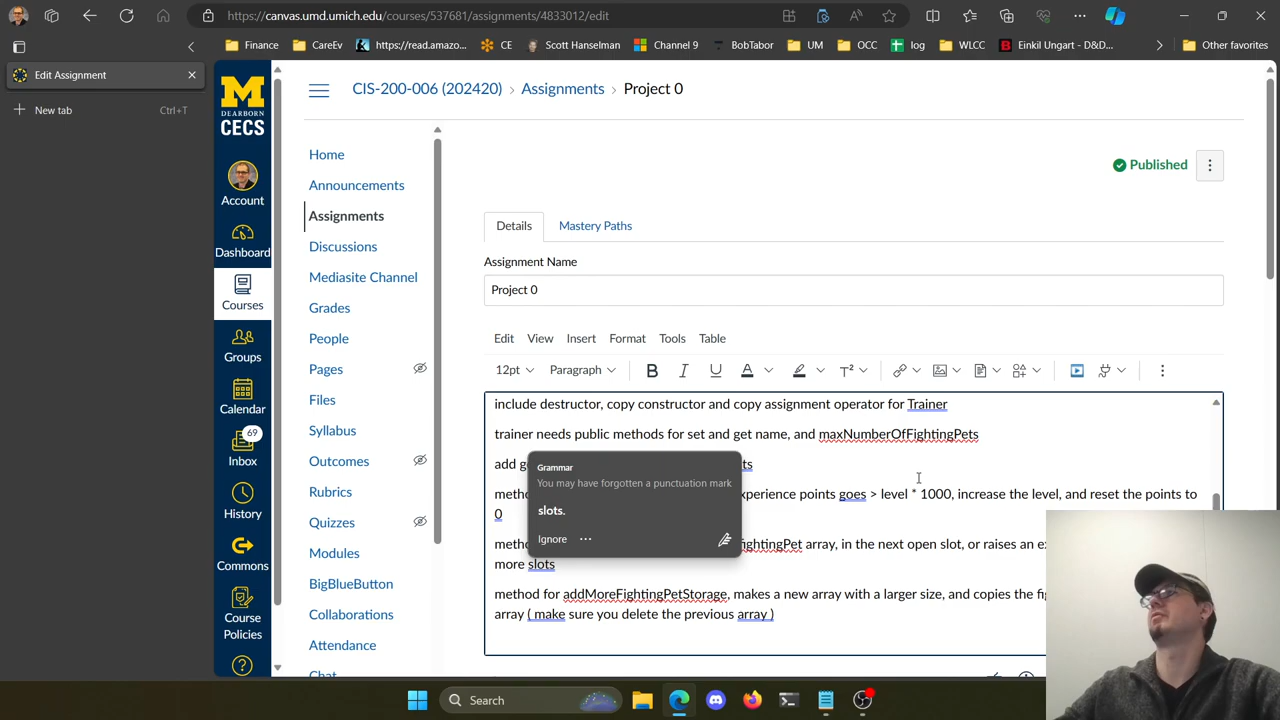 https://canvas.umd.umich.edu/courses/537681/assignments/4833012/edit
Finance
CareEv
https://read.amazo...
CE
Scott Hanselman
Channel 9
BobTabor
UM
OCC
log
WLCC
Einkil Ungart - D&D...
Other favorites
Edit Assignment
New tab
Ctrl+T
M
DEARBORN
CECS
Account
Dashboard
Courses
Groups
Calendar
69
Inbox
History
Commons
Course
Policies
CIS-200-006 (202420)
Assignments
Project 0
Home
Announcements
Assignments
Discussions
Mediasite Channel
Grades
People
Pages
Files
Syllabus
Outcomes
Rubrics
Quizzes
Modules
BigBlueButton
Collaborations
Attendance
Chat
Published
Details
Mastery Paths
Assignment Name
Project 0
Edit View Insert Format Tools Table
12pt Paragraph B I U A T²
include destructor, copy constructor and copy assignment operator for Trainer
trainer needs public methods for set and get name, and maxNumberOfFightingPets
add g
ts
metho
xperience points goes > level * 1000, increase the level, and reset the points to
0
metho
ightingPet array, in the next open slot, or raises an ex
more slots
method for addMoreFightingPetStorage, makes a new array with a larger size, and copies the fi
array ( make sure you delete the previous array )
Grammar
You may have forgotten a punctuation mark
slots.
Ignore
Search